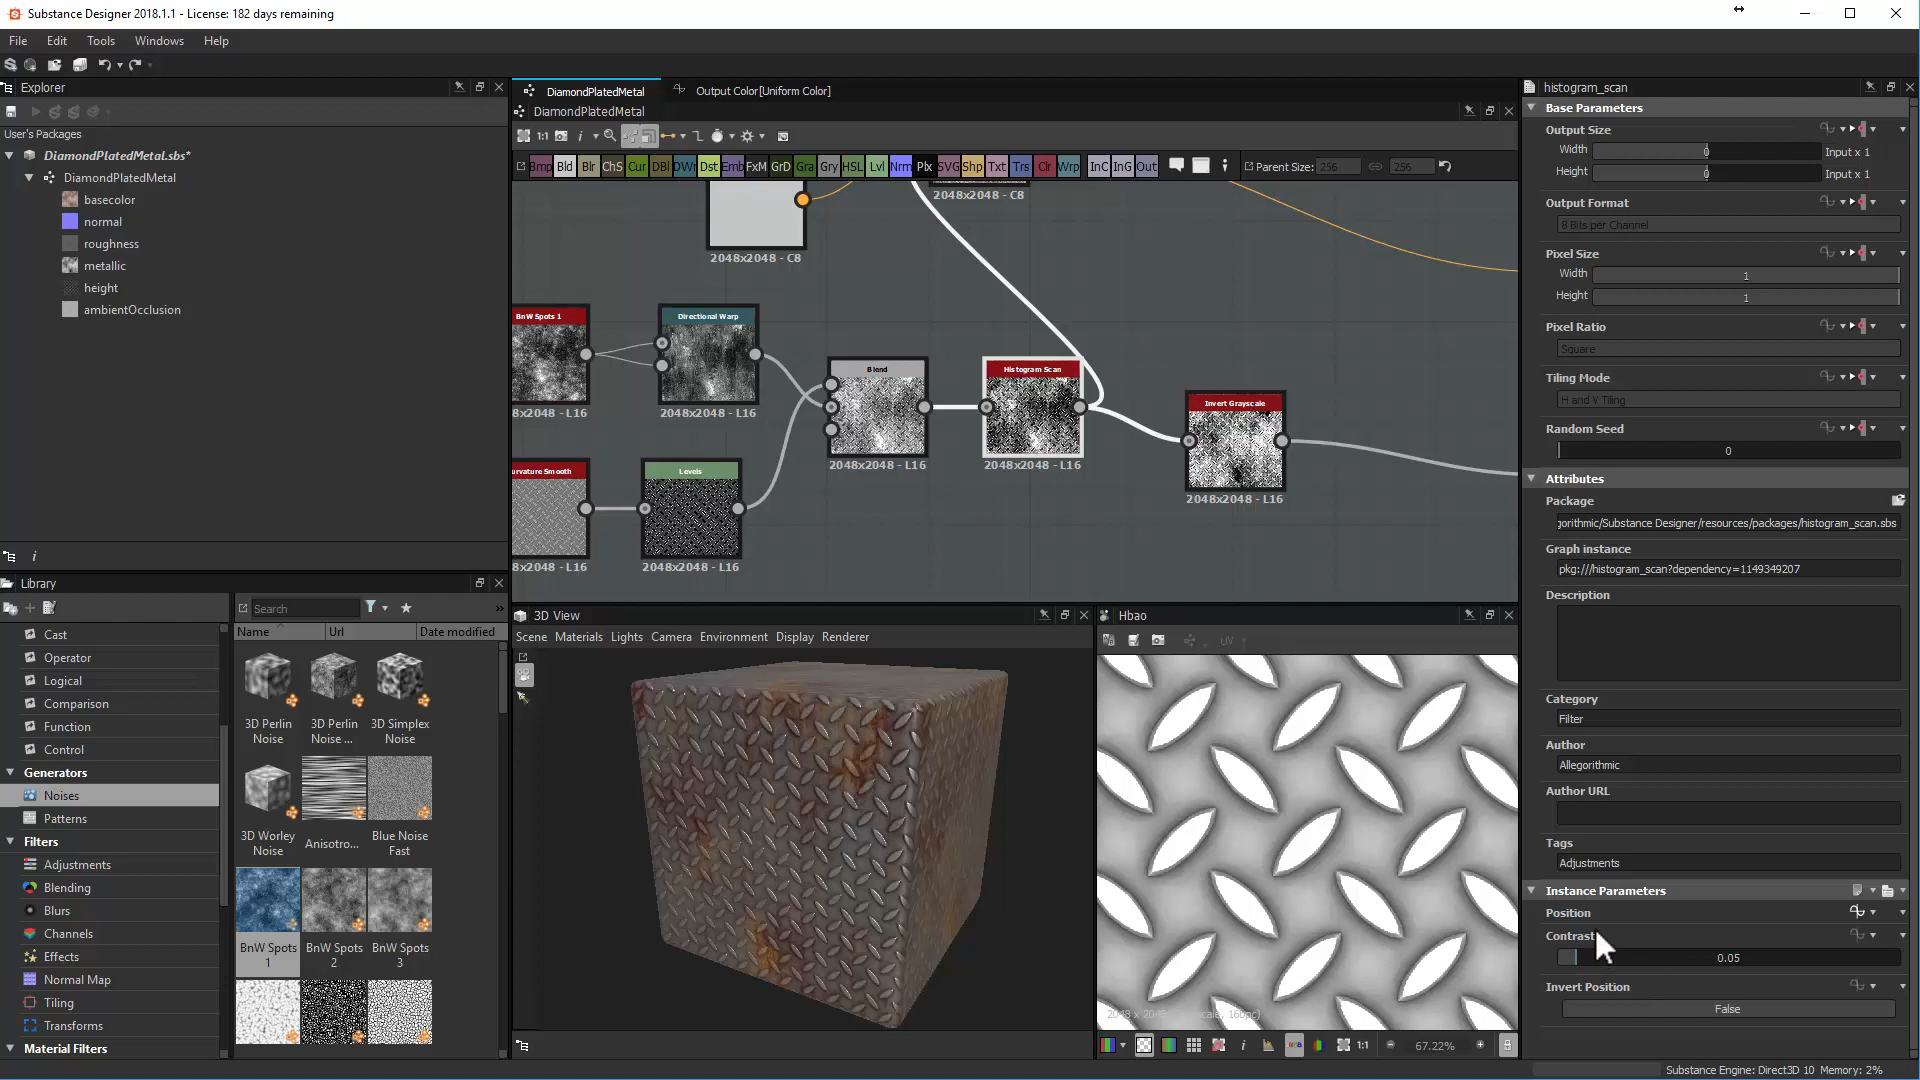 Substance Designer 2018.1.1 - License: 182 days remaining
File Edit Tools Windows Help
Explorer
User's Packages
DiamondPlatedMetal.sbs*
DiamondPlatedMetal
basecolor
normal
roughness
metallic
height
ambientOcclusion
Library
Search
Name Url Date modified
Cast
Operator
Logical
Comparison
Function
Control
Generators
Noises
Patterns
Filters
Adjustments
Blending
Blurs
Channels
Effects
Normal Map
Tiling
Transforms
Material Filters
3D Perlin Noise
3D Perlin Noise ...
3D Simplex Noise
3D Worley Noise
Anisotro...
Blue Noise Fast
BnW Spots 1
BnW Spots 2
BnW Spots 3
DiamondPlatedMetal Output Color[Uniform Color]
DiamondPlatedMetal
1:1
Bmp Bld Blr ChS Cur DBl DWr Dst Emb FxM GrD Gra Gry HSL Lvl Nrm Plx SVG Shp Txt Trs Clr Wrp InC InG Out Parent Size: 256 256
2048x2048 - C8
2048x2048 - C8
BnW Spots 1
8x2048 - L16
Directional Warp
2048x2048 - L16
Blend
2048x2048 - L16
Histogram Scan
2048x2048 - L16
Invert Grayscale
2048x2048 - L16
urvature Smooth
8x2048 - L16
Levels
2048x2048 - L16
3D View
Scene Materials Lights Camera Environment Display Renderer
Hbao
UV
1:1
67.22%
histogram_scan
Base Parameters
Output Size
Width 0 Input x 1
Height 0 Input x 1
Output Format
8 Bits per Channel
Pixel Size
Width 1
Height 1
Pixel Ratio
Square
Tiling Mode
H and V Tiling
Random Seed
0
Attributes
Package
gorithmic/Substance Designer/resources/packages/histogram_scan.sbs
Graph instance
pkg:///histogram_scan?dependency=1149349207
Description
Category
Filter
Author
Allegorithmic
Author URL
Tags
Adjustments
Instance Parameters
Position
Contrast
0.05
Invert Position
False
Substance Engine: Direct3D 10 Memory: 2%